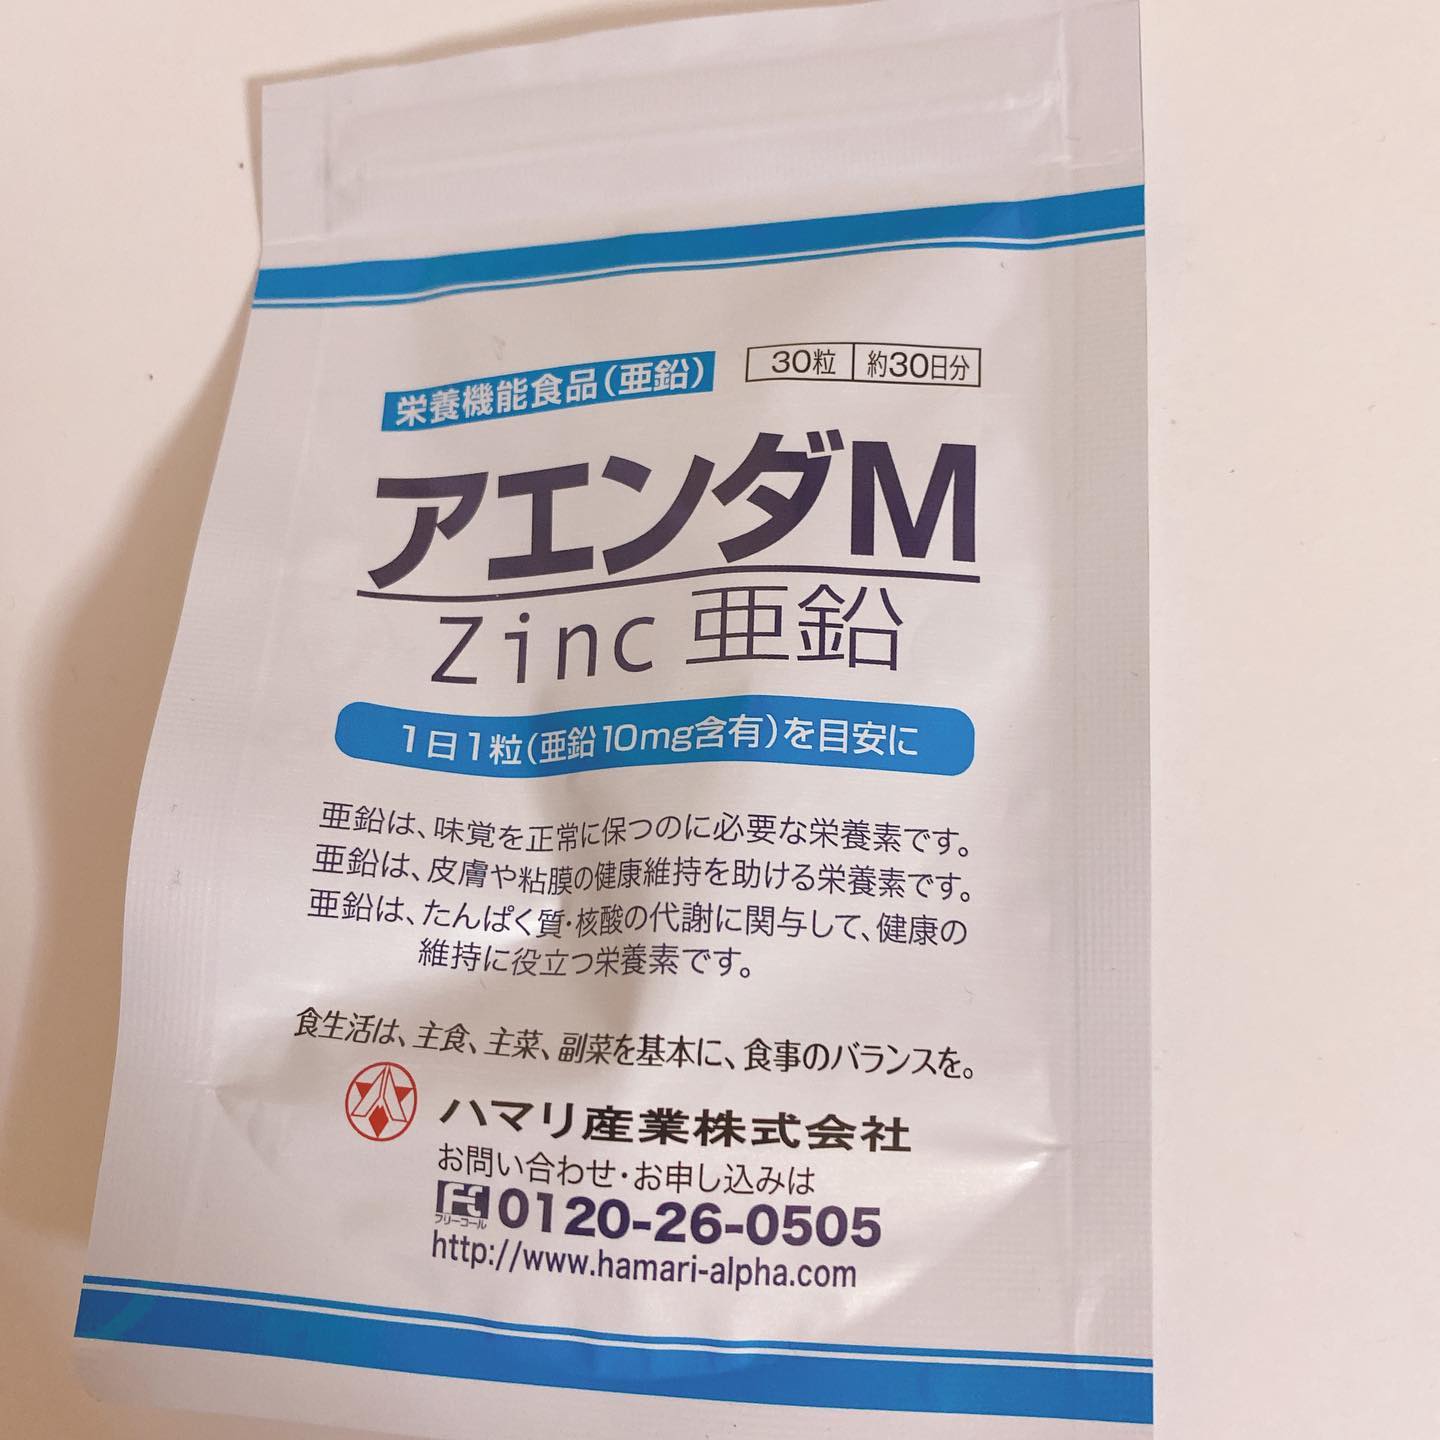 栄養機能食品(亜鉛)
30粒 約30日分
アエンダM
Zinc 亜鉛
1日1粒(亜鉛10mg含有)を目安に
亜鉛は、味覚を正常に保つのに必要な栄養素です。
亜鉛は、皮膚や粘膜の健康維持を助ける栄養素です。
亜鉛は、たんぱく質・核酸の代謝に関与して、健康の
維持に役立つ栄養素です。
食生活は、主食、主菜、副菜を基本に、食事のバランスを。
ハマリ産業株式会社
お問い合わせ・お申し込みは
フリーコール 0120-26-0505
http://www.hamari-alpha.com